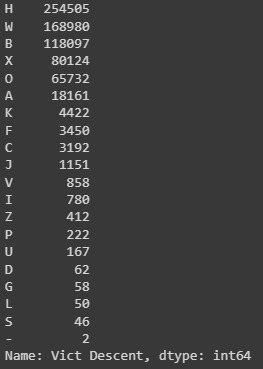 H 254505
W 168980
B 118097
X 80124
O 65732
A 18161
K 4422
F 3450
C 3192
J 1151
V 858
I 780
Z 412
P 222
U 167
D 62
G 58
L 50
S 46
- 2
Name: Vict Descent, dtype: int64